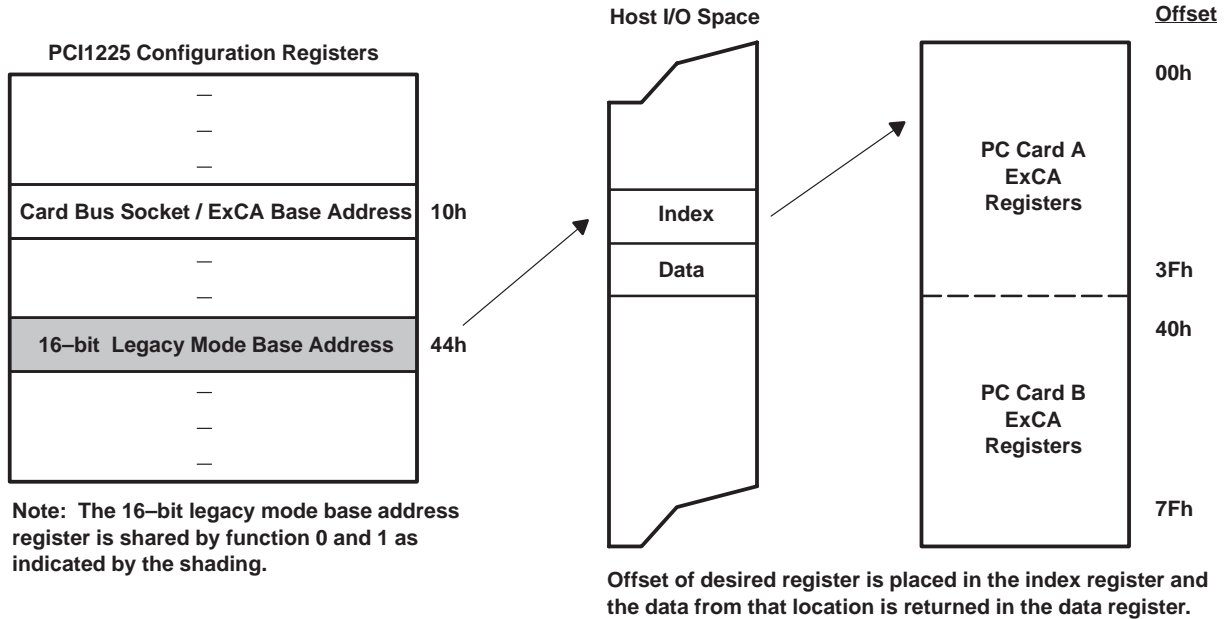 Host I/O Space
Offset
PCI1225 Configuration Registers
—
—
—
Card Bus Socket / ExCA Base Address
10h
—
—
16–bit Legacy Mode Base Address
44h
—
—
—
Note: The 16–bit legacy mode base address
register is shared by function 0 and 1 as
indicated by the shading.
Index
Data
00h
PC Card A
ExCA
Registers
3Fh
40h
PC Card B
ExCA
Registers
7Fh
Offset of desired register is placed in the index register and
the data from that location is returned in the data register.